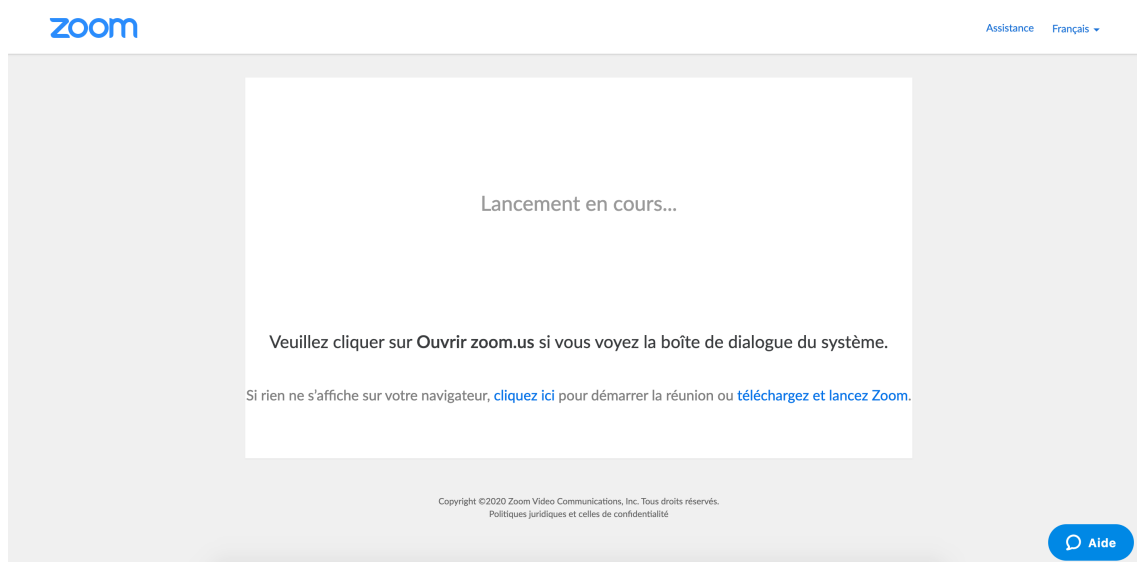 zoom
Assistance Français
Lancement en cours...
Veuillez cliquer sur Ouvrir zoom.us si vous voyez la boîte de dialogue du système.
Si rien ne s’affiche sur votre navigateur, cliquez ici pour démarrer la réunion ou téléchargez et lancez Zoom.
Copyright ©2020 Zoom Video Communications, Inc. Tous droits réservés.
Politiques juridiques et celles de confidentialité
Aide